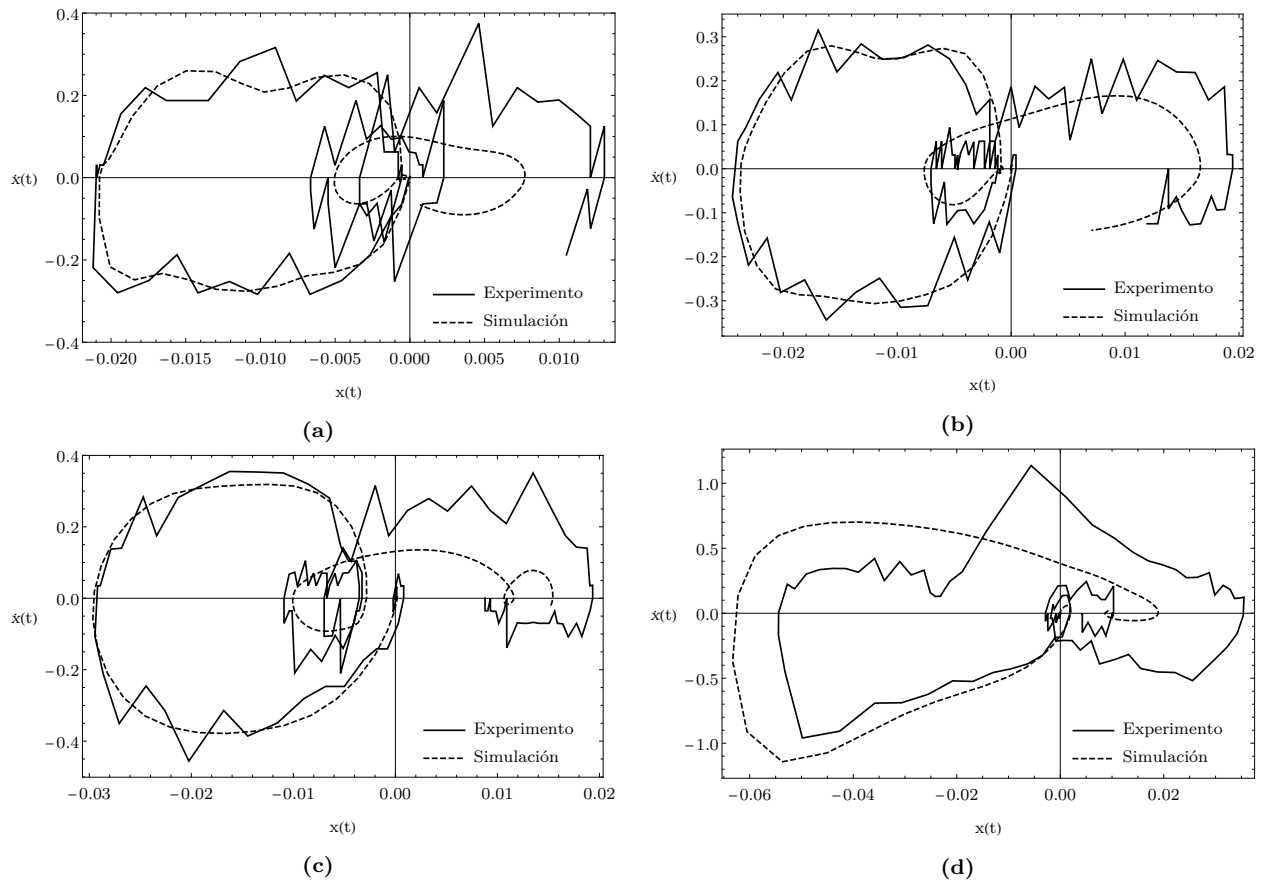 0.4
0.2
ẋ(t) 0.0
−0.2
−0.4
Experimento
Simulación
−0.020 −0.015 −0.010 −0.005 0.000 0.005 0.010
x(t)
(a)
0.3
0.2
0.1
ẋ(t) 0.0
−0.1
−0.2
−0.3
Experimento
Simulación
−0.02 −0.01 0.00 0.01 0.02
x(t)
(b)
0.4
0.2
0.0
ẋ(t)
−0.2
−0.4
Experimento
Simulación
−0.03 −0.02 −0.01 0.00 0.01 0.02
x(t)
(c)
1.0
0.5
ẋ(t) 0.0
−0.5
−1.0
Experimento
Simulación
−0.06 −0.04 −0.02 0.00 0.02
x(t)
(d)